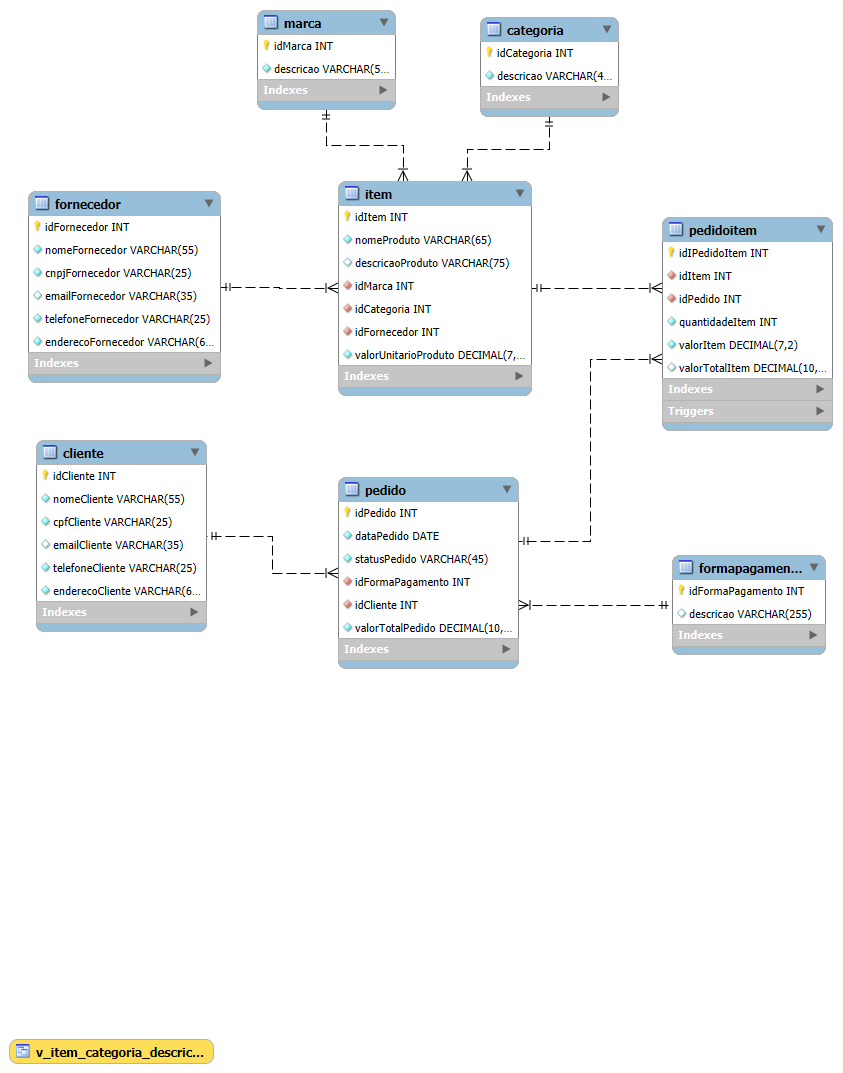 marca
idMarca INT
descricao VARCHAR(5...
Indexes
categoria
idCategoria INT
descricao VARCHAR(4...
Indexes
fornecedor
idFornecedor INT
nomeFornecedor VARCHAR(55)
cnpjFornecedor VARCHAR(25)
emailFornecedor VARCHAR(35)
telefoneFornecedor VARCHAR(25)
enderecoFornecedor VARCHAR(6...
Indexes
item
idItem INT
nomeProduto VARCHAR(65)
descricaoProduto VARCHAR(75)
idMarca INT
idCategoria INT
idFornecedor INT
valorUnitarioProduto DECIMAL(7,...
Indexes
pedidoitem
idIPedidoItem INT
idItem INT
idPedido INT
quantidadeItem INT
valorItem DECIMAL(7,2)
valorTotalItem DECIMAL(10,...
Indexes
Triggers
cliente
idCliente INT
nomeCliente VARCHAR(55)
cpfCliente VARCHAR(25)
emailCliente VARCHAR(35)
telefoneCliente VARCHAR(25)
enderecoCliente VARCHAR(6...
Indexes
pedido
idPedido INT
dataPedido DATE
statusPedido VARCHAR(45)
idFormaPagamento INT
idCliente INT
valorTotalPedido DECIMAL(10,...
Indexes
formapagamen...
idFormaPagamento INT
descricao VARCHAR(255)
Indexes
v_item_categoria_descric...